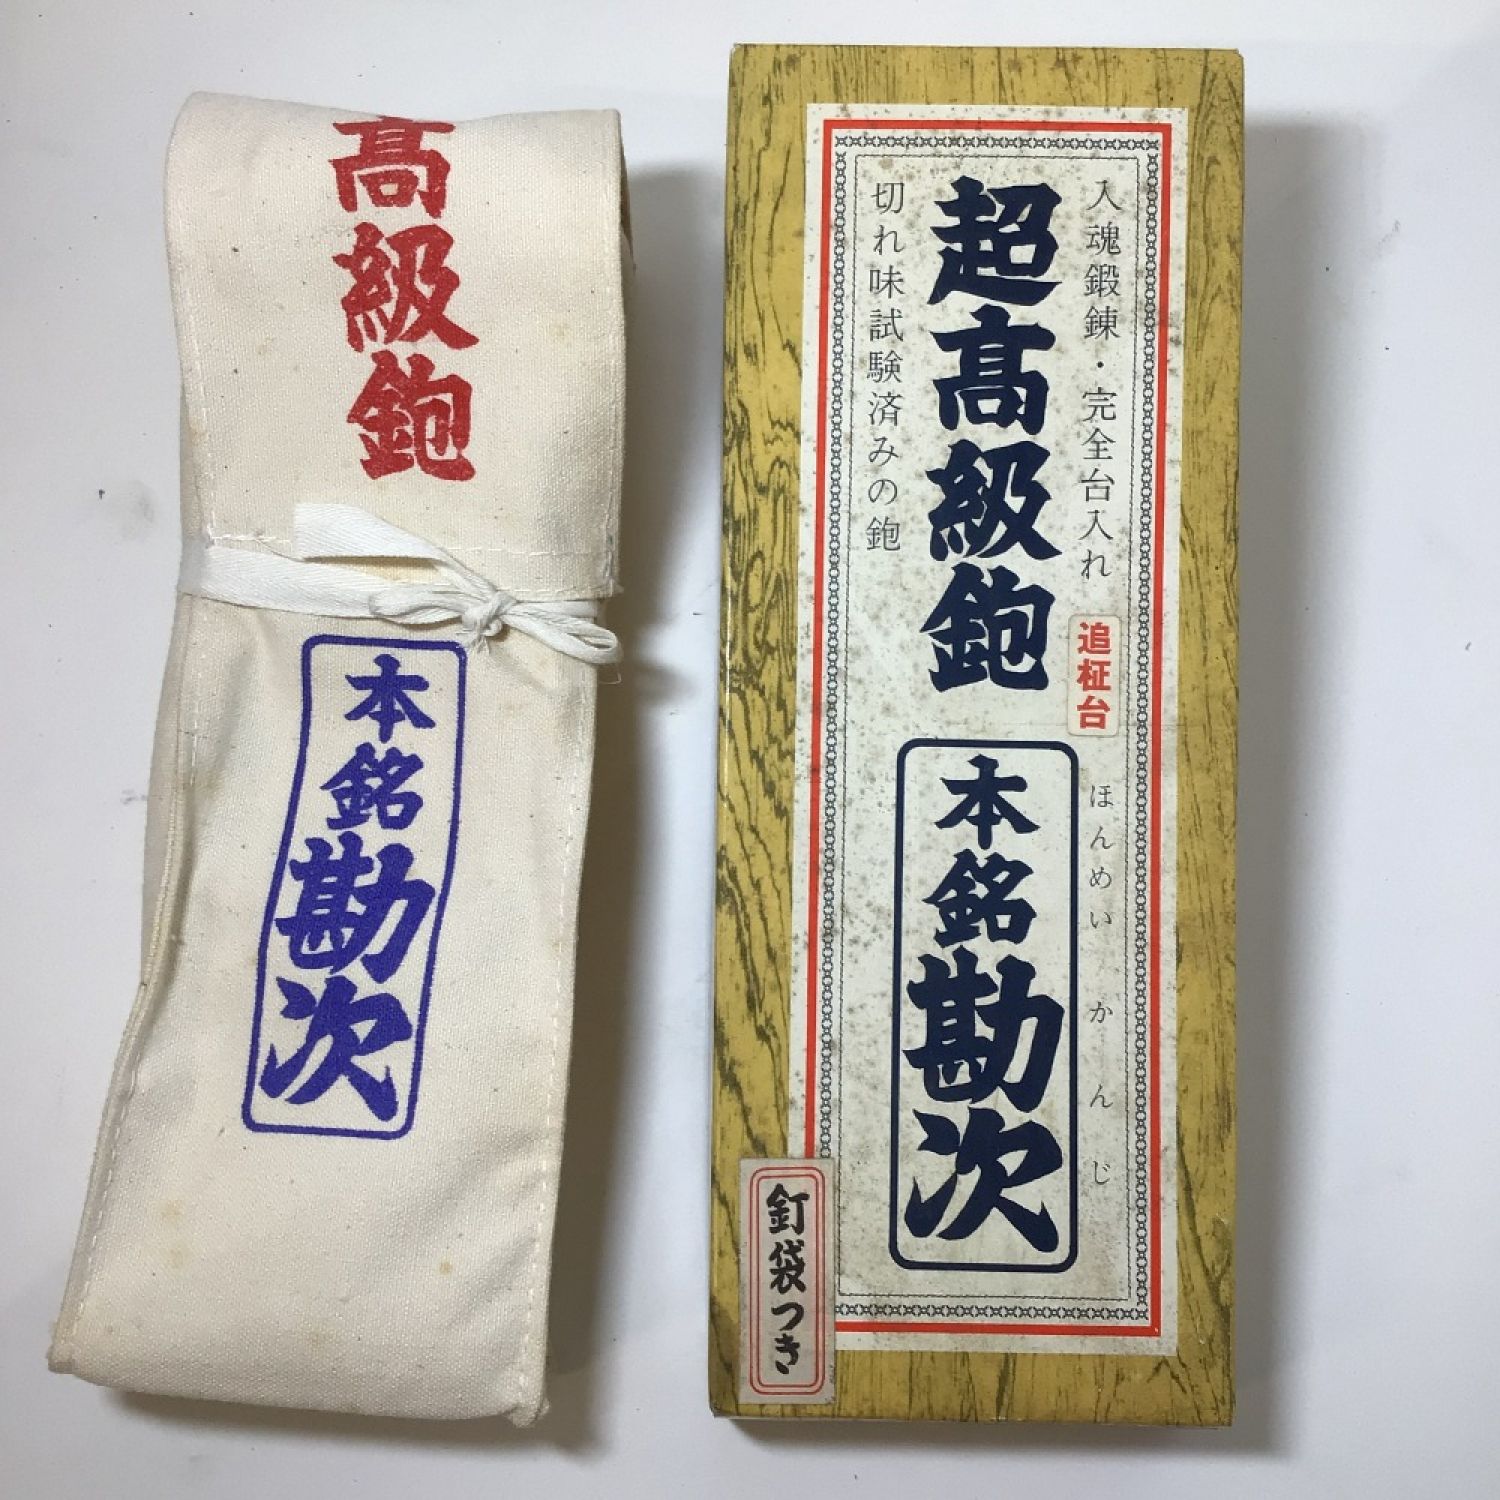 高級鉋
本銘
勘次
入魂鍛錬・完全台入れ
超高級鉋
切れ味試験済みの鉋
追柾台
ほんめい かんじ
本銘
勘次
釘袋つき